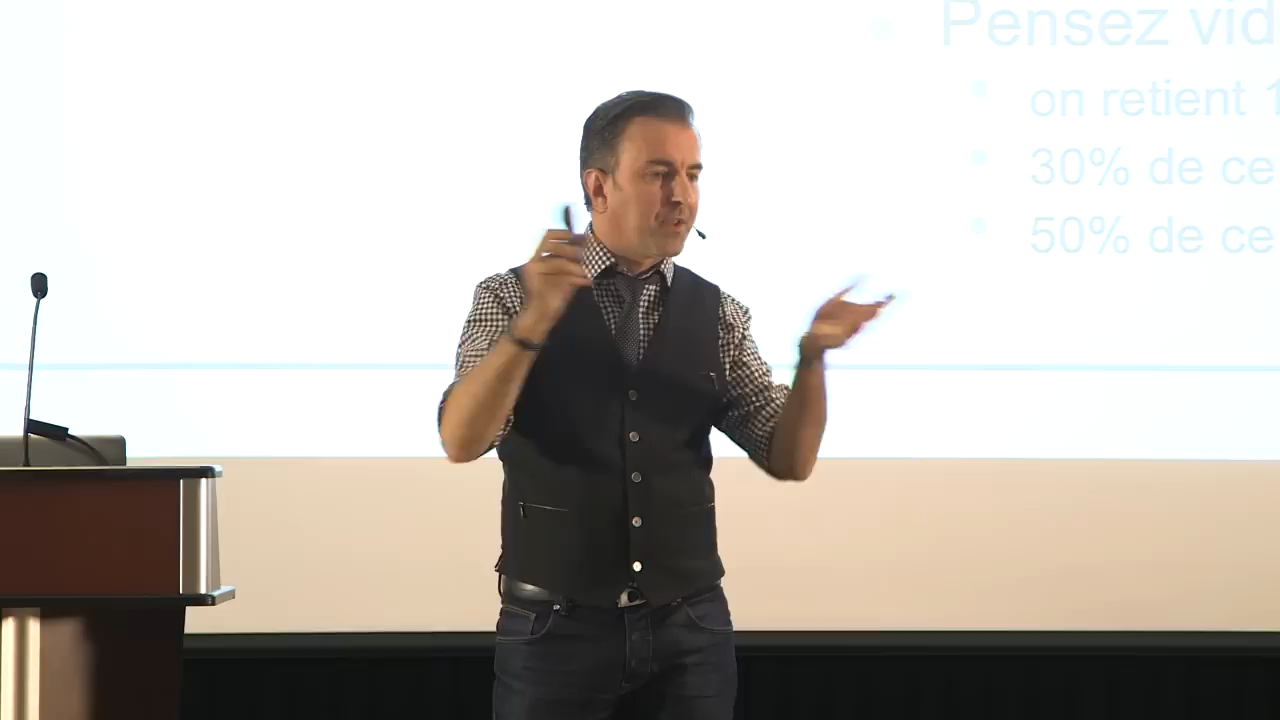 Pensez vid
on retient 1
30% de ce
50% de ce